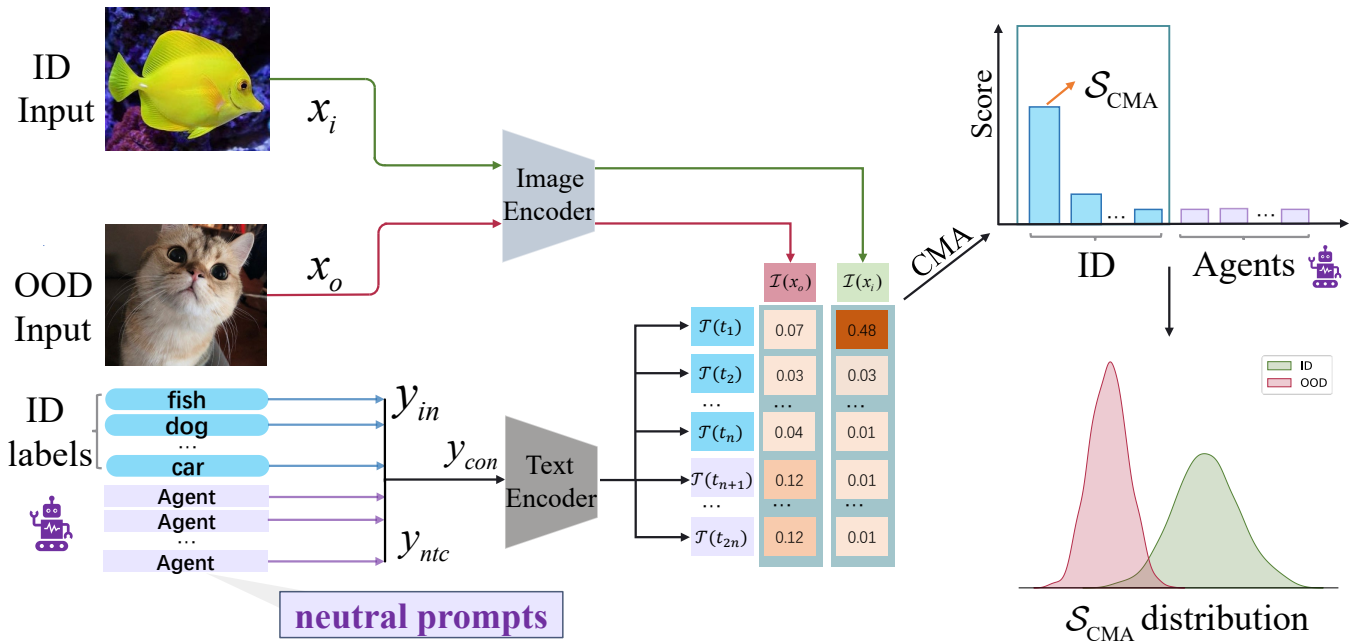 ID
Input
x_i
OOD
Input
x_o
Image
Encoder
ID
labels
fish
dog
...
car
Agent
Agent
...
Agent
neutral prompts
y_in
y_con
y_ntc
Text
Encoder
I(x_o) I(x_i)
T(t_1) 0.07 0.48
T(t_2) 0.03 0.03
... ... ...
T(t_n) 0.04 0.01
T(t_{n+1}) 0.12 0.01
... ... ...
T(t_{2n}) 0.12 0.01
CMA
Score
S_CMA
... ...
ID Agents
ID
OOD
S_CMA distribution